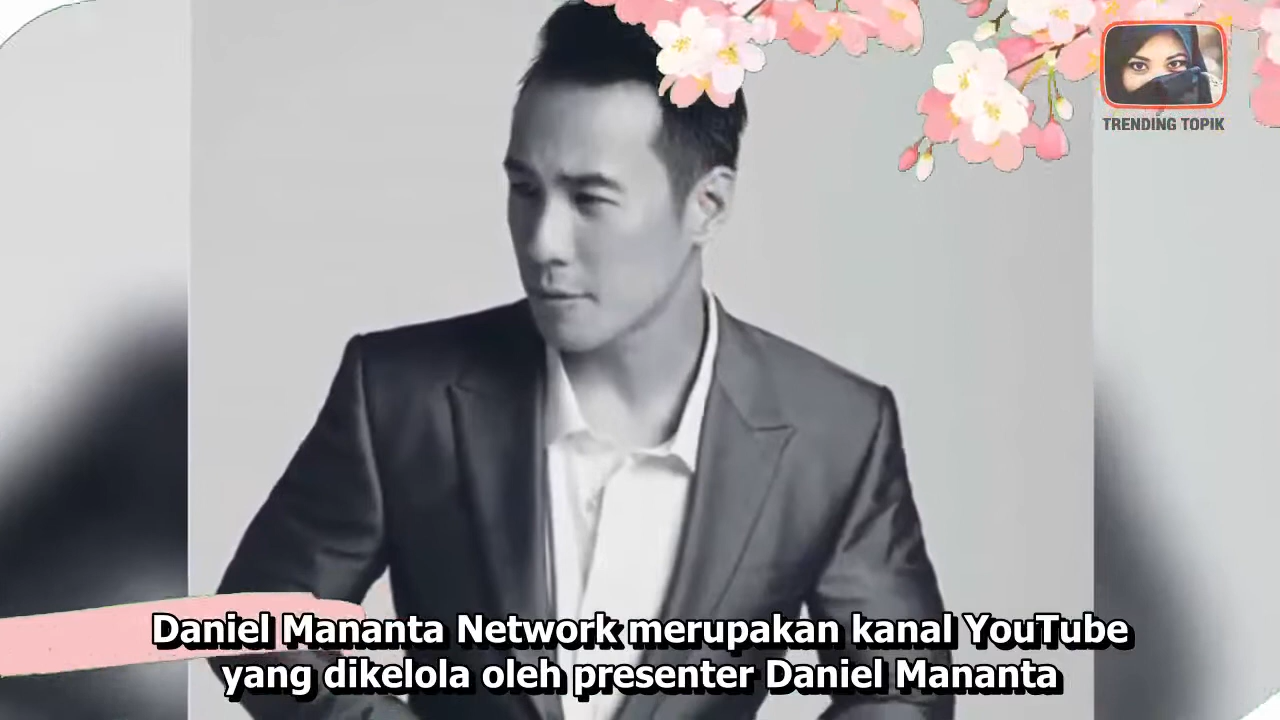 TRENDING TOPIK
Daniel Mananta Network merupakan kanal YouTube
yang dikelola oleh presenter Daniel Mananta